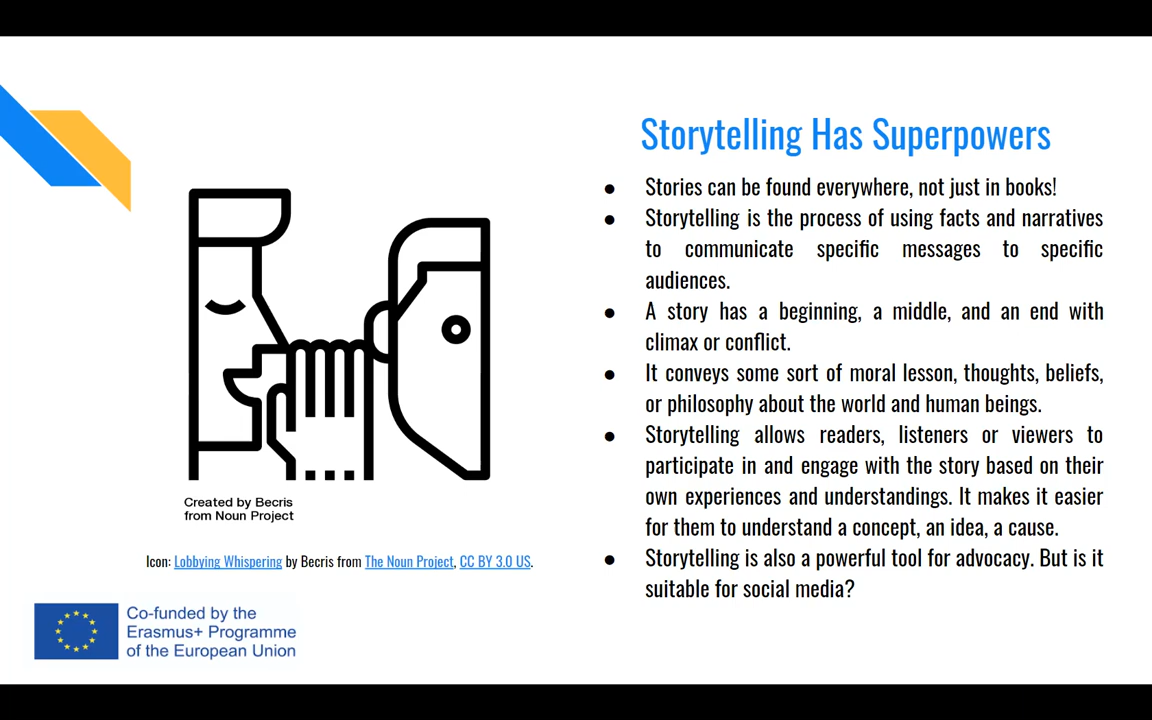 Storytelling Has Superpowers
● Stories can be found everywhere, not just in books!
● Storytelling is the process of using facts and narratives
to communicate specific messages to specific
audiences.
● A story has a beginning, a middle, and an end with
climax or conflict.
● It conveys some sort of moral lesson, thoughts, beliefs,
or philosophy about the world and human beings.
● Storytelling allows readers, listeners or viewers to
participate in and engage with the story based on their
own experiences and understandings. It makes it easier
for them to understand a concept, an idea, a cause.
● Storytelling is also a powerful tool for advocacy. But is it
suitable for social media?
Created by Becris
from Noun Project
Icon: Lobbying Whispering by Becris from The Noun Project, CC BY 3.0 US.
Co-funded by the
Erasmus+ Programme
of the European Union